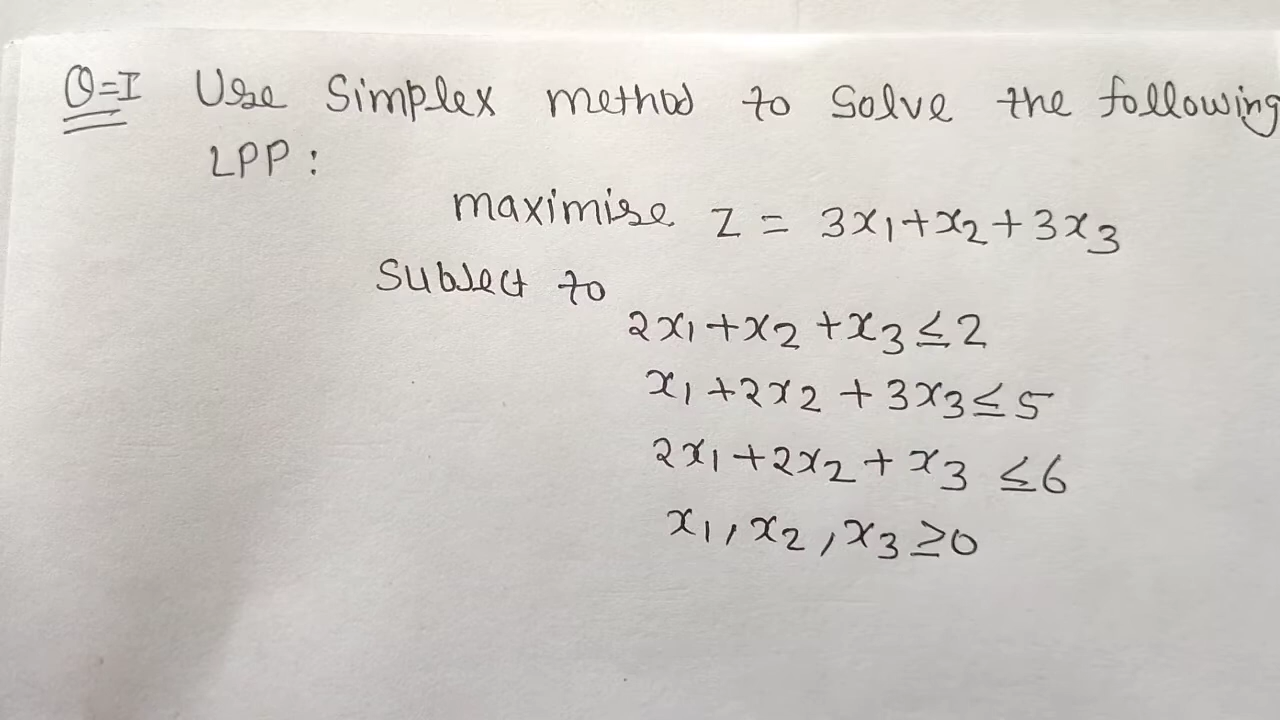 Q=I Use Simplex method to Solve the following
LPP :
maximise Z = 3x₁+x₂+3x₃
Subject to
2x₁+x₂+x₃≤2
x₁+2x₂+3x₃≤5
2x₁+2x₂+x₃≤6
x₁,x₂,x₃≥0